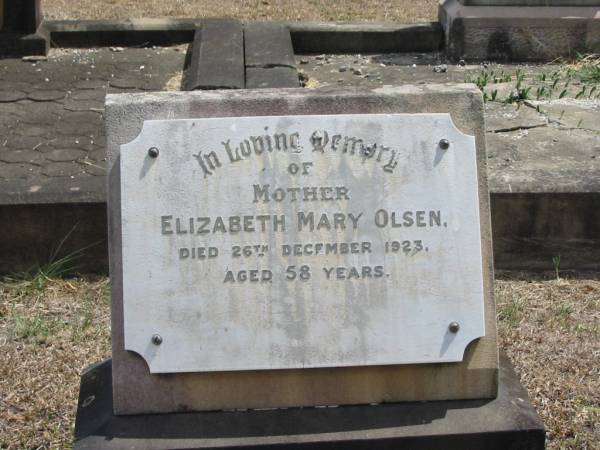 In Loving Memory
OF
MOTHER
ELIZABETH MARY OLSEN,
DIED 26TH DECEMBER 1923,
AGED 58 YEARS.